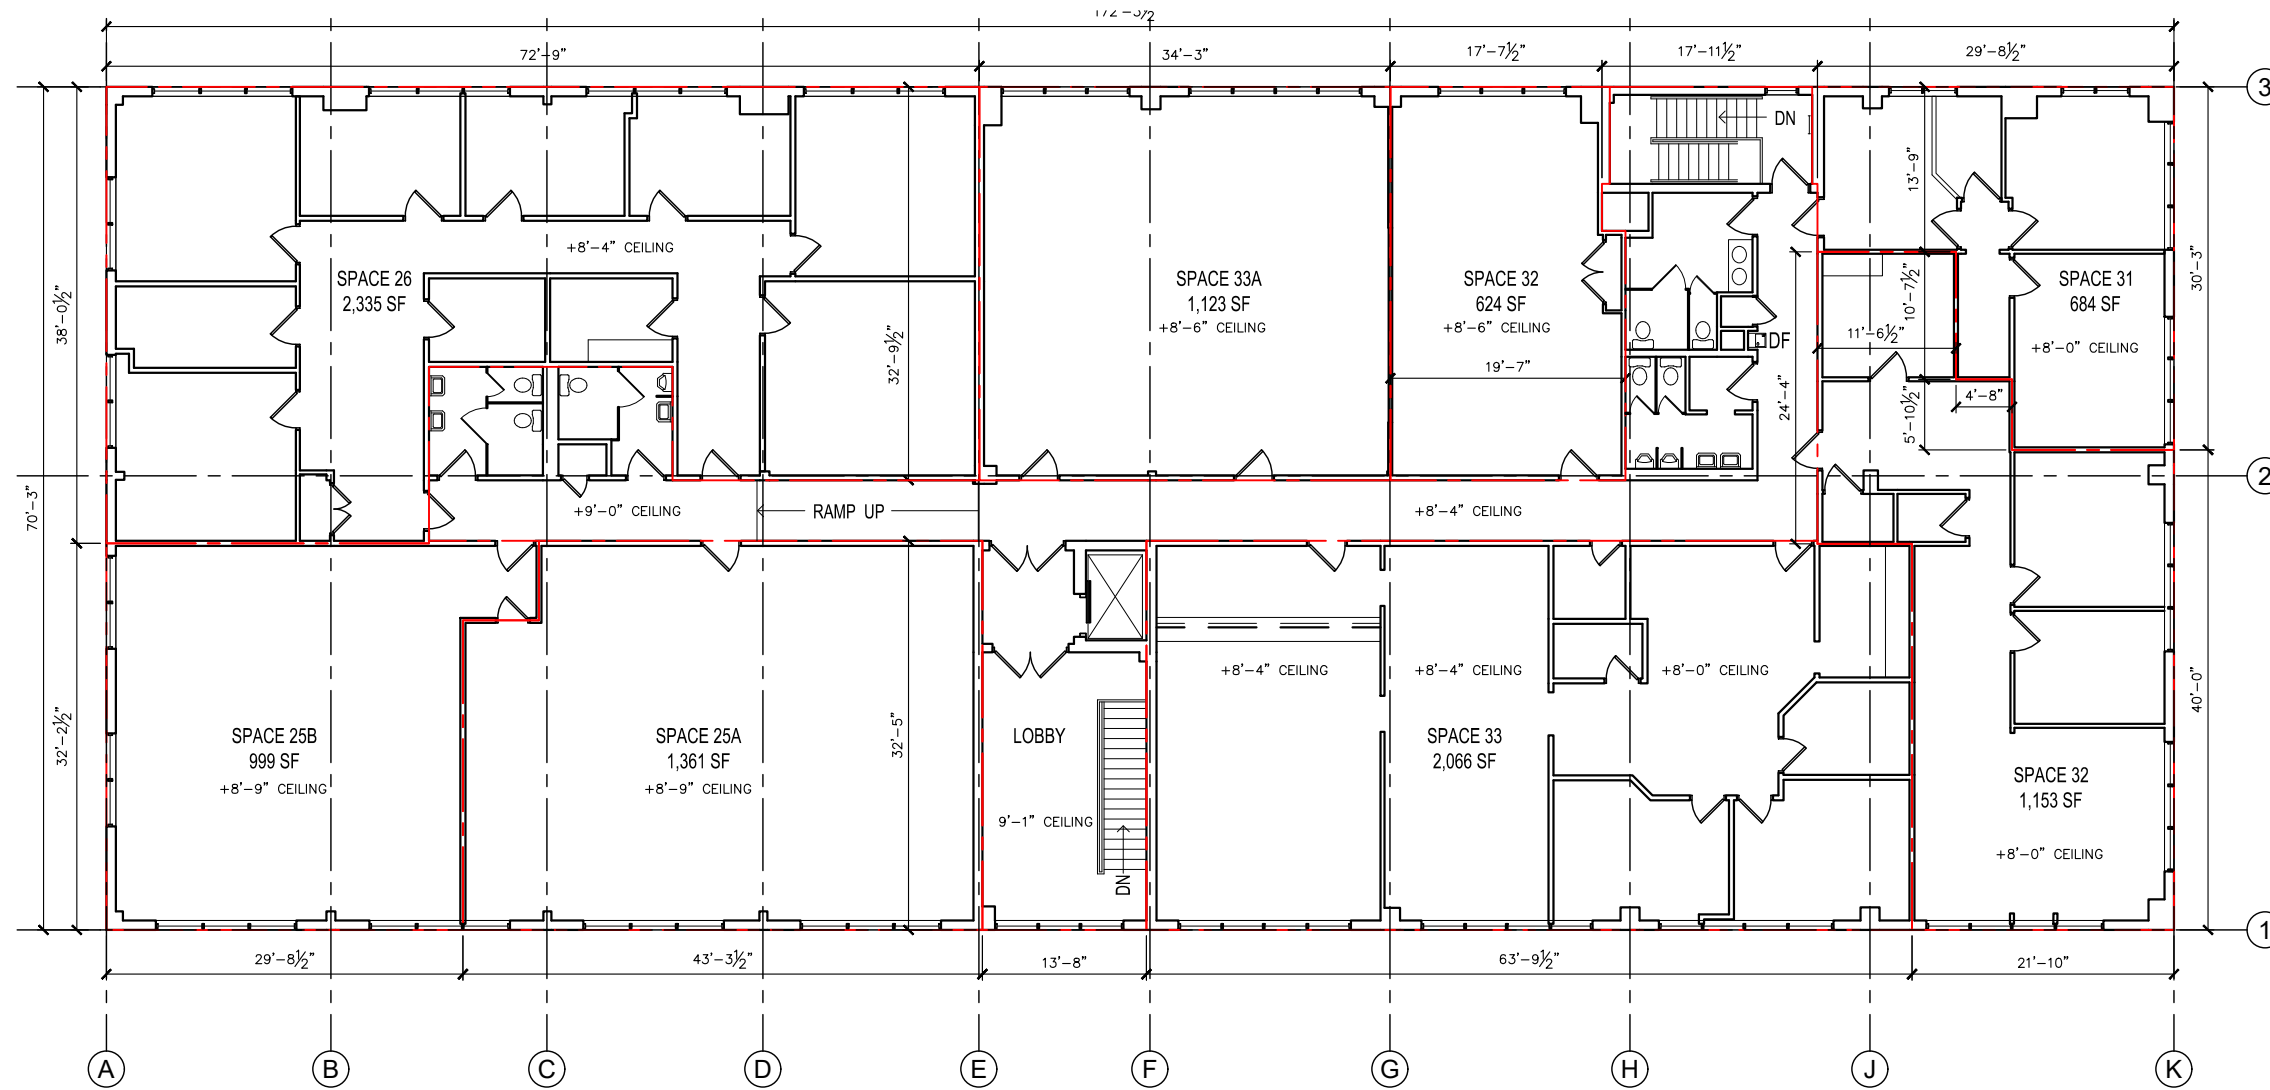 72'-9"
34'-3"
17'-7½"
17'-11½"
29'-8½"
3
DN
13'-9"
+8'-4" CEILING
SPACE 26
2,335 SF
SPACE 33A
1,123 SF
+8'-6" CEILING
SPACE 32
624 SF
+8'-6" CEILING
SPACE 31
684 SF
+8'-0" CEILING
30'-3"
38'-0½"
32'-9½"
10'-7½"
11'-6½"
DF
19'-7"
24'-4"
4'-8"
5'-10½"
2
70'-3"
+9'-0" CEILING
RAMP UP
+8'-4" CEILING
+8'-4" CEILING
+8'-4" CEILING
+8'-0" CEILING
40'-0"
32'-2½"
SPACE 25B
999 SF
+8'-9" CEILING
SPACE 25A
1,361 SF
+8'-9" CEILING
32'-5"
LOBBY
9'-1" CEILING
DN
SPACE 33
2,066 SF
SPACE 32
1,153 SF
+8'-0" CEILING
1
29'-8½"
43'-3½"
13'-8"
63'-9½"
21'-10"
A
B
C
D
E
F
G
H
J
K